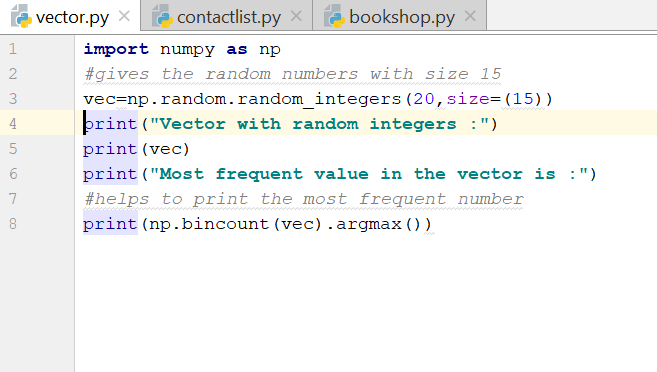 vector.py contactlist.py bookshop.py
1 import numpy as np
2 #gives the random numbers with size 15
3 vec=np.random.random_integers(20,size=(15))
4 print("Vector with random integers :")
5 print(vec)
6 print("Most frequent value in the vector is :")
7 #helps to print the most frequent number
8 print(np.bincount(vec).argmax())